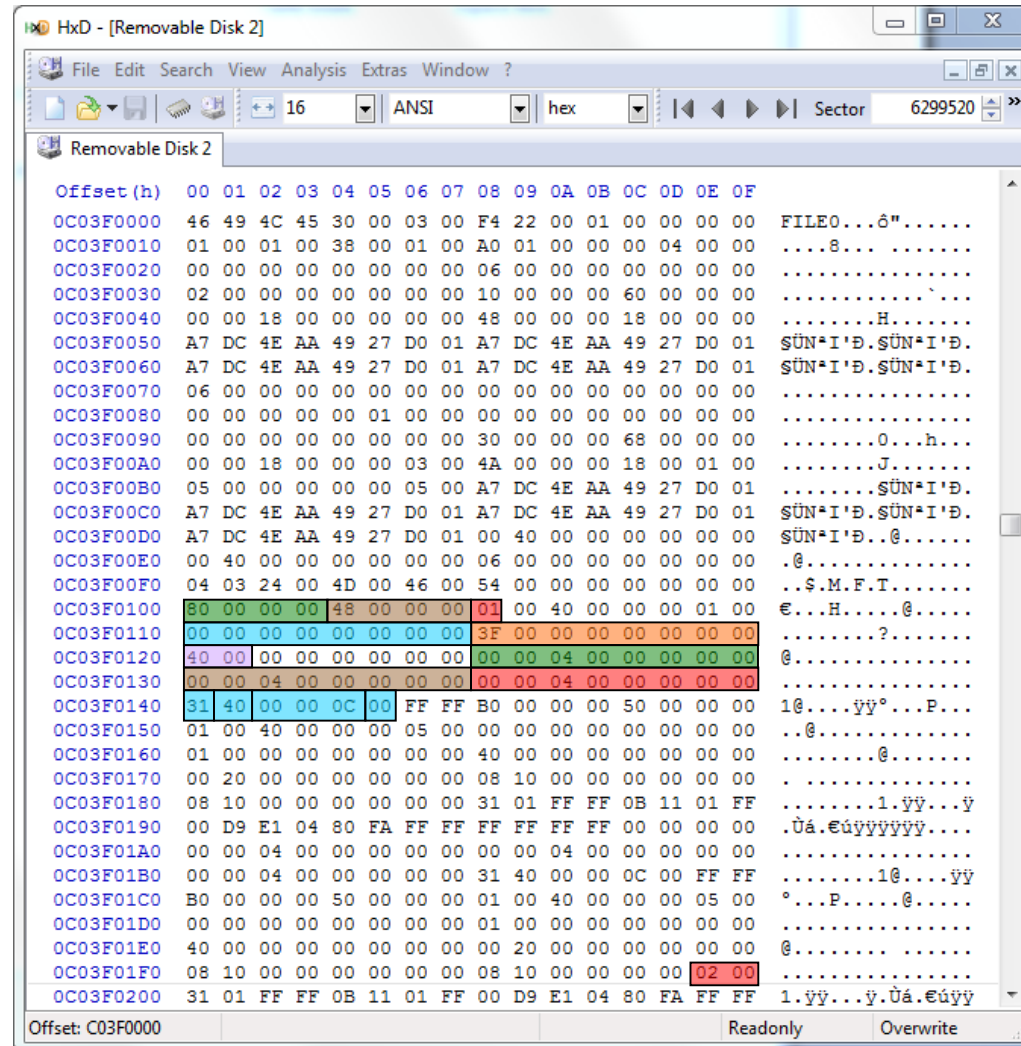 HxD - [Removable Disk 2]
File Edit Search View Analysis Extras Window ?
16 ANSI hex Sector 6299520 »
Removable Disk 2
Offset(h) 00 01 02 03 04 05 06 07 08 09 0A 0B 0C 0D 0E 0F
0C03F0000 46 49 4C 45 30 00 03 00 F4 22 00 01 00 00 00 00 FILE0...ô"......
0C03F0010 01 00 01 00 38 00 01 00 A0 01 00 00 00 04 00 00 ....8... .......
0C03F0020 00 00 00 00 00 00 00 00 06 00 00 00 00 00 00 00 ................
0C03F0030 02 00 00 00 00 00 00 00 10 00 00 00 60 00 00 00 ............`...
0C03F0040 00 00 18 00 00 00 00 00 48 00 00 00 18 00 00 00 ........H.......
0C03F0050 A7 DC 4E AA 49 27 D0 01 A7 DC 4E AA 49 27 D0 01 §ÜNªI'Ð.§ÜNªI'Ð.
0C03F0060 A7 DC 4E AA 49 27 D0 01 A7 DC 4E AA 49 27 D0 01 §ÜNªI'Ð.§ÜNªI'Ð.
0C03F0070 06 00 00 00 00 00 00 00 00 00 00 00 00 00 00 00 ................
0C03F0080 00 00 00 00 00 01 00 00 00 00 00 00 00 00 00 00 ................
0C03F0090 00 00 00 00 00 00 00 00 30 00 00 00 68 00 00 00 ........0...h...
0C03F00A0 00 00 18 00 00 00 03 00 4A 00 00 00 18 00 01 00 ........J.......
0C03F00B0 05 00 00 00 00 00 05 00 A7 DC 4E AA 49 27 D0 01 ........§ÜNªI'Ð.
0C03F00C0 A7 DC 4E AA 49 27 D0 01 A7 DC 4E AA 49 27 D0 01 §ÜNªI'Ð.§ÜNªI'Ð.
0C03F00D0 A7 DC 4E AA 49 27 D0 01 00 40 00 00 00 00 00 00 §ÜNªI'Ð..@......
0C03F00E0 00 40 00 00 00 00 00 00 06 00 00 00 00 00 00 00 .@..............
0C03F00F0 04 03 24 00 4D 00 46 00 54 00 00 00 00 00 00 00 ..$.M.F.T.......
0C03F0100 80 00 00 00 48 00 00 00 01 00 40 00 00 00 01 00 €...H.....@.....
0C03F0110 00 00 00 00 00 00 00 00 3F 00 00 00 00 00 00 00 ........?.......
0C03F0120 40 00 00 00 00 00 00 00 00 00 04 00 00 00 00 00 @...............
0C03F0130 00 00 04 00 00 00 00 00 00 00 04 00 00 00 00 00 ................
0C03F0140 31 40 00 00 0C 00 FF FF B0 00 00 00 50 00 00 00 1@....ÿÿ°...P...
0C03F0150 01 00 40 00 00 00 05 00 00 00 00 00 00 00 00 00 ..@.............
0C03F0160 01 00 00 00 00 00 00 00 40 00 00 00 00 00 00 00 ........@.......
0C03F0170 00 20 00 00 00 00 00 00 08 10 00 00 00 00 00 00 . ..............
0C03F0180 08 10 00 00 00 00 00 00 31 01 FF FF 0B 11 01 FF ........1.ÿÿ...ÿ
0C03F0190 00 D9 E1 04 80 FA FF FF FF FF FF FF 00 00 00 00 .Ùá.€úÿÿÿÿÿÿ....
0C03F01A0 00 00 04 00 00 00 00 00 00 00 04 00 00 00 00 00 ................
0C03F01B0 00 00 04 00 00 00 00 00 31 40 00 00 0C 00 FF FF ........1@....ÿÿ
0C03F01C0 B0 00 00 00 50 00 00 00 01 00 40 00 00 00 05 00 °...P.....@.....
0C03F01D0 00 00 00 00 00 00 00 00 01 00 00 00 00 00 00 00 ................
0C03F01E0 40 00 00 00 00 00 00 00 00 20 00 00 00 00 00 00 @........ ......
0C03F01F0 08 10 00 00 00 00 00 00 08 10 00 00 00 00 02 00 ................
0C03F0200 31 01 FF FF 0B 11 01 FF 00 D9 E1 04 80 FA FF FF 1.ÿÿ...ÿ.Ùá.€úÿÿ
Offset: C03F0000 Readonly Overwrite